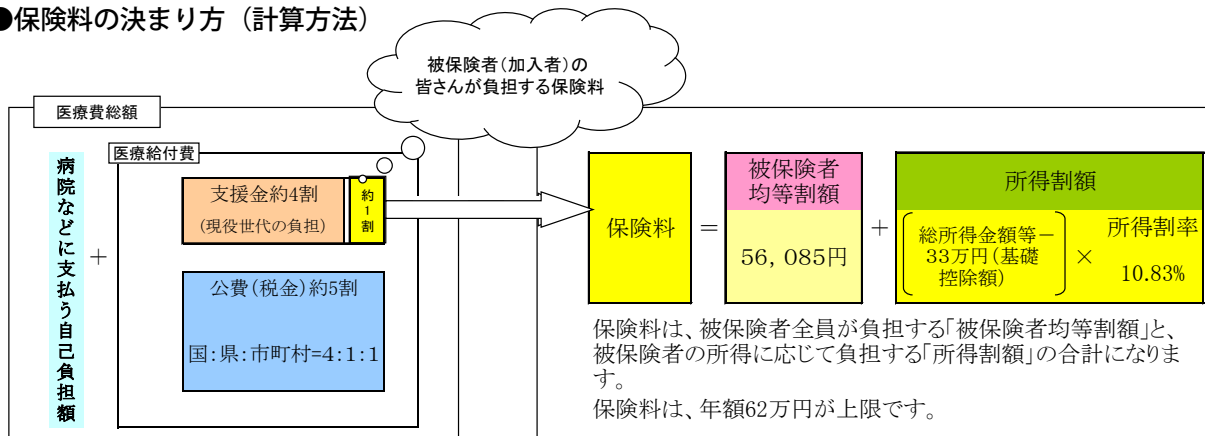 ●保険料の決まり方（計算方法）
被保険者(加入者)の
皆さんが負担する保険料
医療費総額
病院などに支払う自己負担額
+
医療給付費
支援金約4割
(現役世代の負担)
約1割
公費(税金)約5割
国:県:市町村=4:1:1
保険料
=
被保険者
均等割額
56，085円
+
所得割額
総所得金額等－
33万円(基礎
控除額)
×
所得割率
10.83%
保険料は、被保険者全員が負担する「被保険者均等割額」と、
被保険者の所得に応じて負担する「所得割額」の合計になりま
す。
保険料は、年額62万円が上限です。